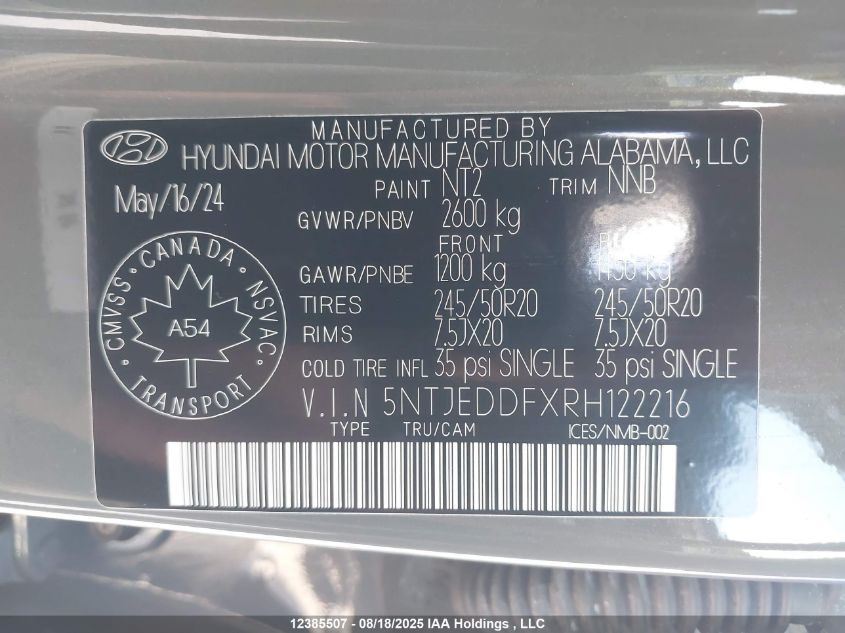 MANUFACTURED BY
HYUNDAI MOTOR MANUFACTURING ALABAMA, LLC
May/16/24 PAINT NT2 TRIM NNB
GVWR/PNBV 2600 kg
FRONT
GAWR/PNBE 1200 kg kg
TIRES 245/50R20 245/50R20
RIMS 7.5JX20 7.5JX20
COLD TIRE INFL 35 psi SINGLE 35 psi SINGLE
V.I.N 5NTJEDDFXRH122216
TYPE TRU/CAM ICES/NMB-002
CMVSS · CANADA · NSVAC
A54
TRANSPORT
12385507 - 08/18/2025 IAA Holdings , LLC